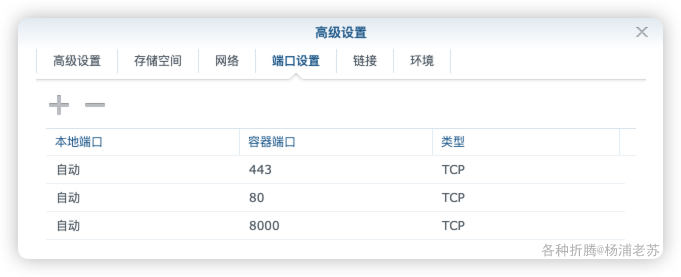 高级设置
高级设置 存储空间 网络 端口设置 链接 环境
本地端口 容器端口 类型
自动 443 TCP
自动 80 TCP
自动 8000 TCP
各种折腾@杨浦老苏